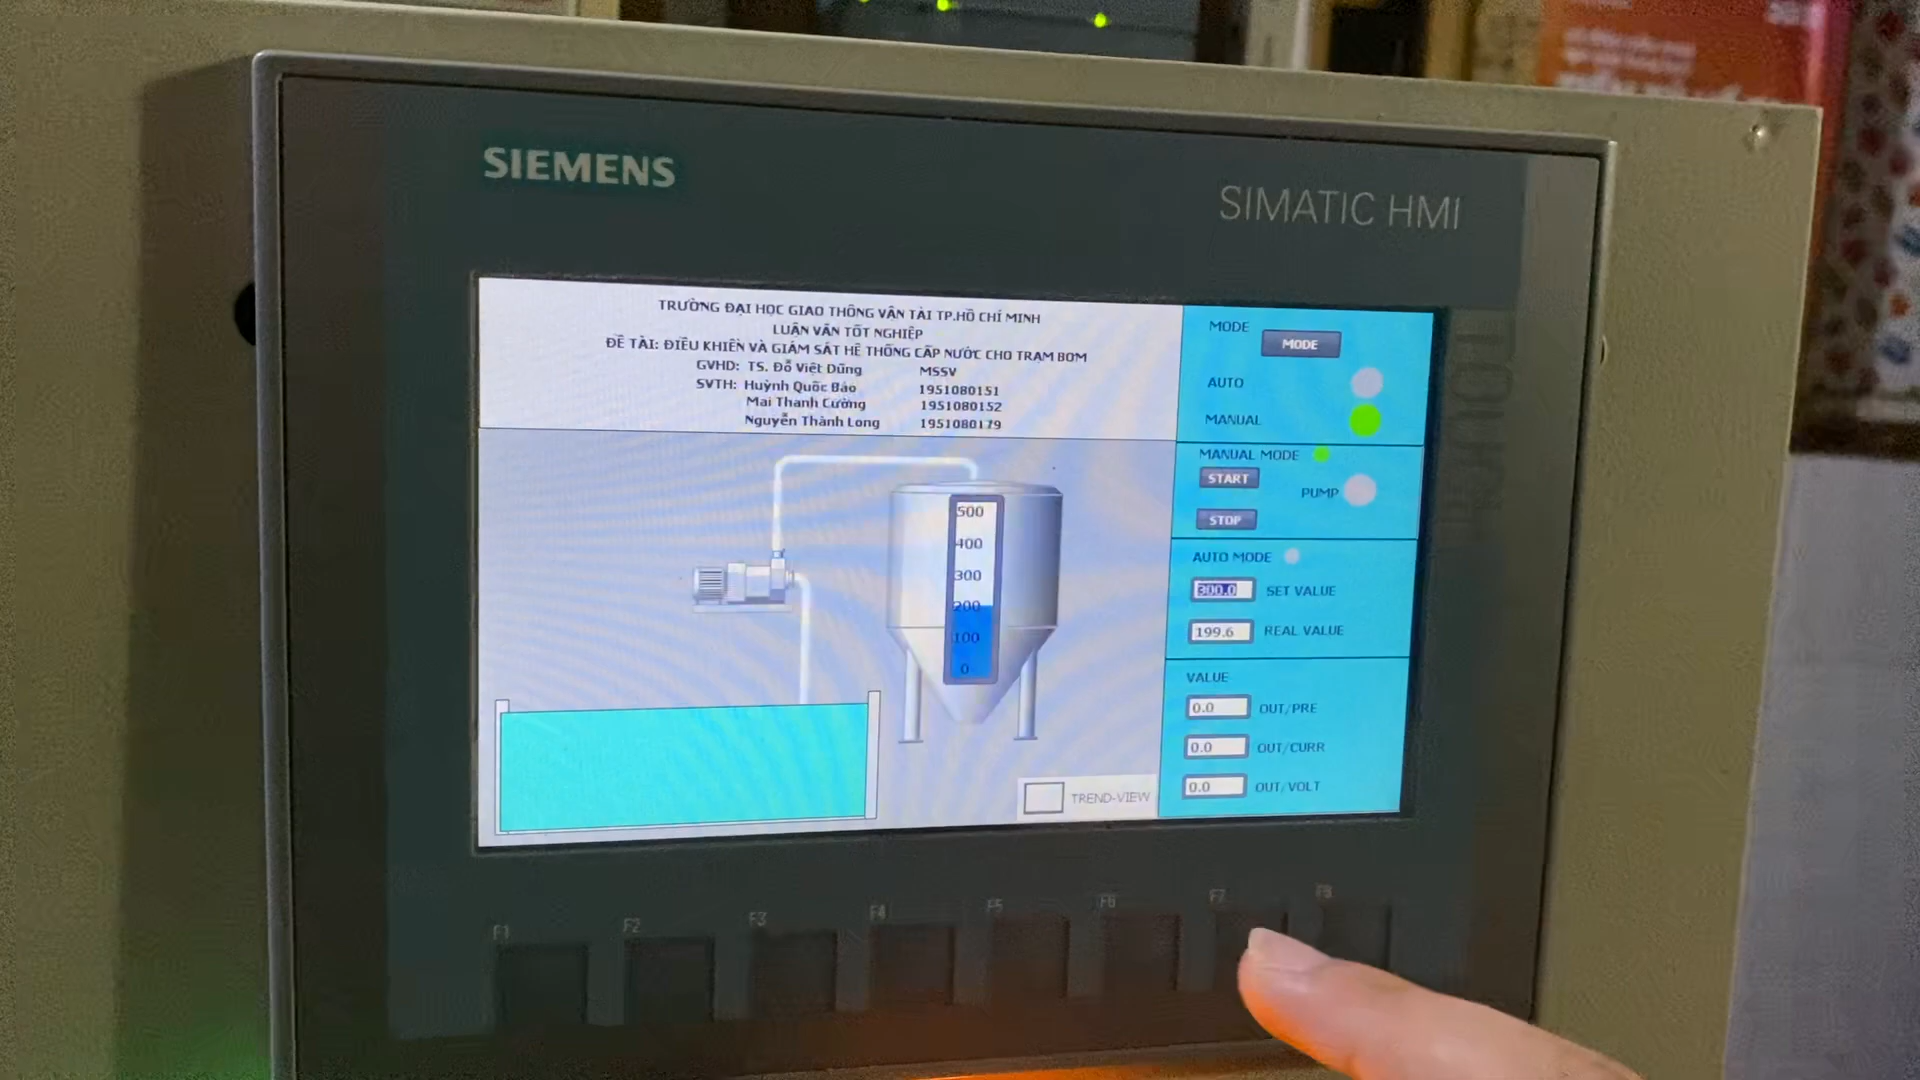 SIEMENS
SIMATIC HMI
TOUCH
TRƯỜNG ĐẠI HỌC GIAO THÔNG VẬN TẢI TP.HỒ CHÍ MINH
LUẬN VĂN TỐT NGHIỆP
ĐỀ TÀI: ĐIỀU KHIỂN VÀ GIÁM SÁT HỆ THỐNG CẤP NƯỚC CHO TRẠM BƠM
GVHD: TS. Đỗ Việt Dũng MSSV
SVTH: Huỳnh Quốc Bảo 1951080151
Mai Thanh Cường 1951080152
Nguyễn Thành Long 1951080179
MODE
MODE
AUTO
MANUAL
MANUAL MODE
START
PUMP
STOP
AUTO MODE
300.0 SET VALUE
199.6 REAL VALUE
VALUE
0.0 OUT/PRE
0.0 OUT/CURR
0.0 OUT/VOLT
500
400
300
200
100
0
TREND-VIEW
F1 F2 F3 F4 F5 F6 F7 F8